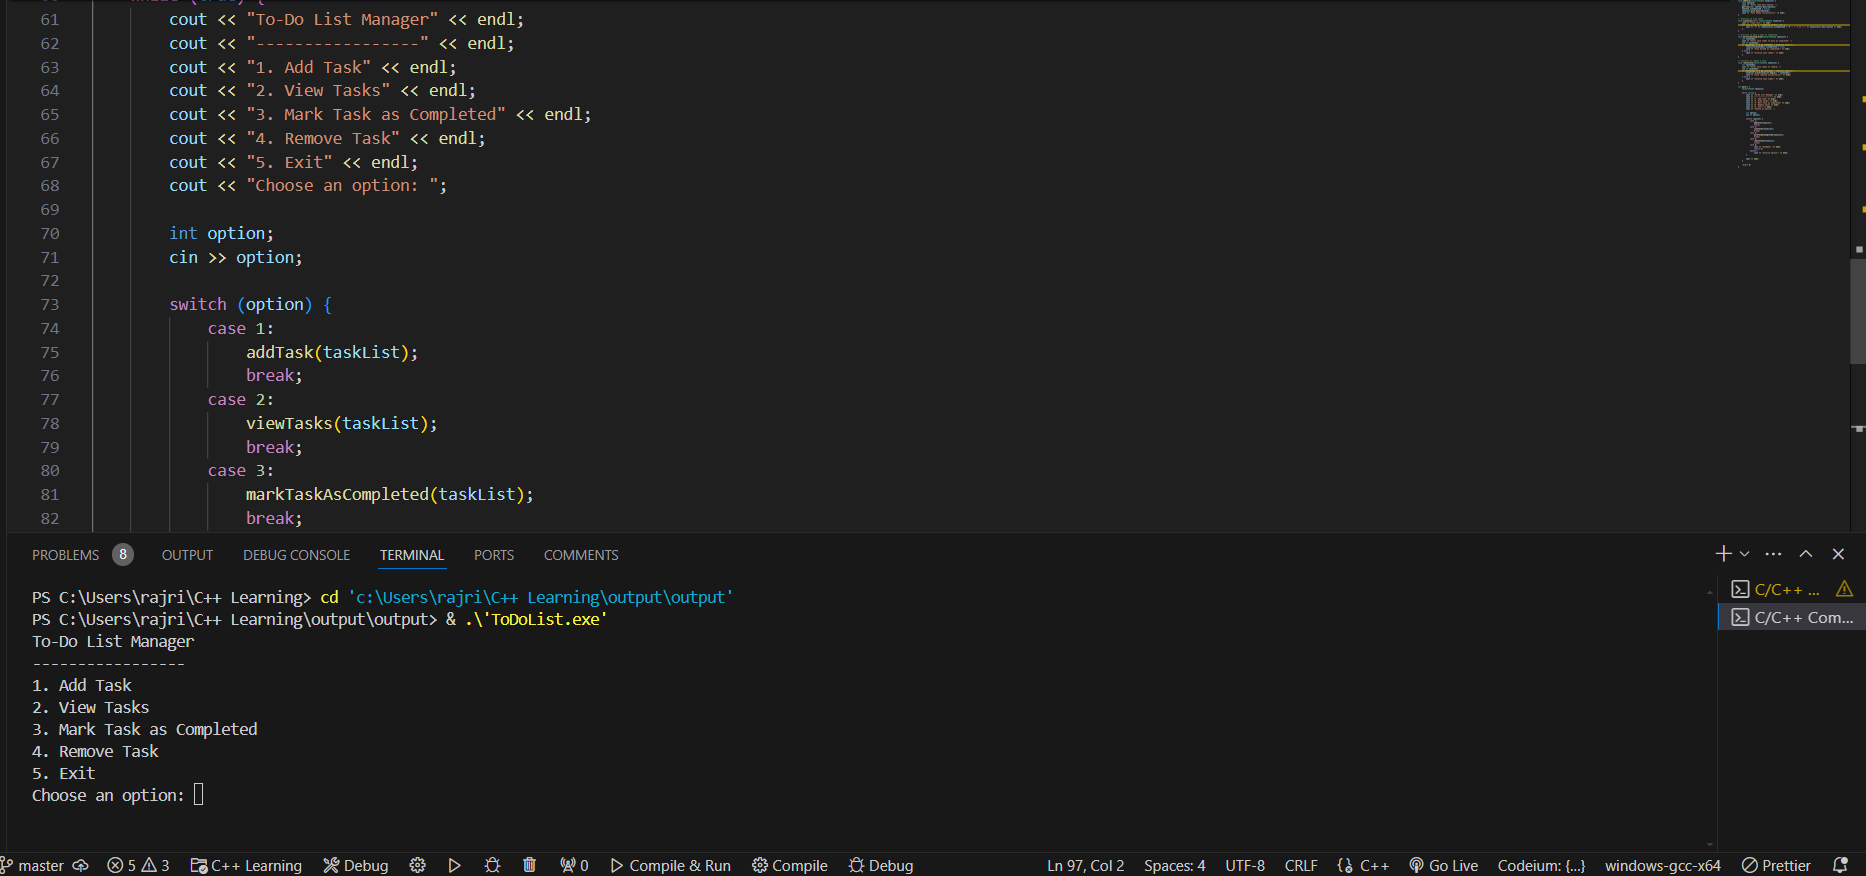 61 cout << "To-Do List Manager" << endl;
62 cout << "-----------------" << endl;
63 cout << "1. Add Task" << endl;
64 cout << "2. View Tasks" << endl;
65 cout << "3. Mark Task as Completed" << endl;
66 cout << "4. Remove Task" << endl;
67 cout << "5. Exit" << endl;
68 cout << "Choose an option: ";
69
70 int option;
71 cin >> option;
72
73 switch (option) {
74 case 1:
75 addTask(taskList);
76 break;
77 case 2:
78 viewTasks(taskList);
79 break;
80 case 3:
81 markTaskAsCompleted(taskList);
82 break;
PROBLEMS 8 OUTPUT DEBUG CONSOLE TERMINAL PORTS COMMENTS
PS C:\Users\rajri\C++ Learning> cd 'c:\Users\rajri\C++ Learning\output\output'
PS C:\Users\rajri\C++ Learning\output\output> & .\'ToDoList.exe'
To-Do List Manager
-----------------
1. Add Task
2. View Tasks
3. Mark Task as Completed
4. Remove Task
5. Exit
Choose an option:
C/C++ ...
C/C++ Com...
master 5 3 C++ Learning Debug 0 Compile & Run Compile Debug Ln 97, Col 2 Spaces: 4 UTF-8 CRLF C++ Go Live Codeium: {...} windows-gcc-x64 Prettier